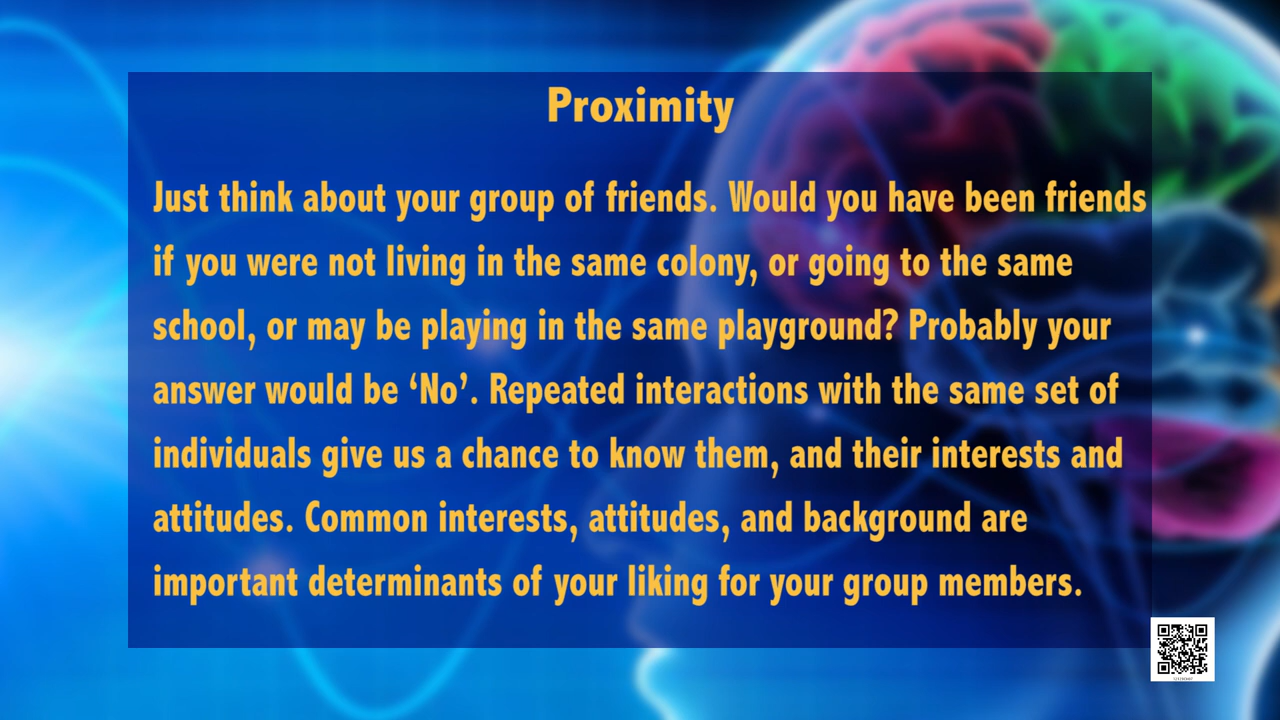 Proximity
Just think about your group of friends. Would you have been friends
if you were not living in the same colony, or going to the same
school, or may be playing in the same playground? Probably your
answer would be ‘No’. Repeated interactions with the same set of
individuals give us a chance to know them, and their interests and
attitudes. Common interests, attitudes, and background are
important determinants of your liking for your group members.